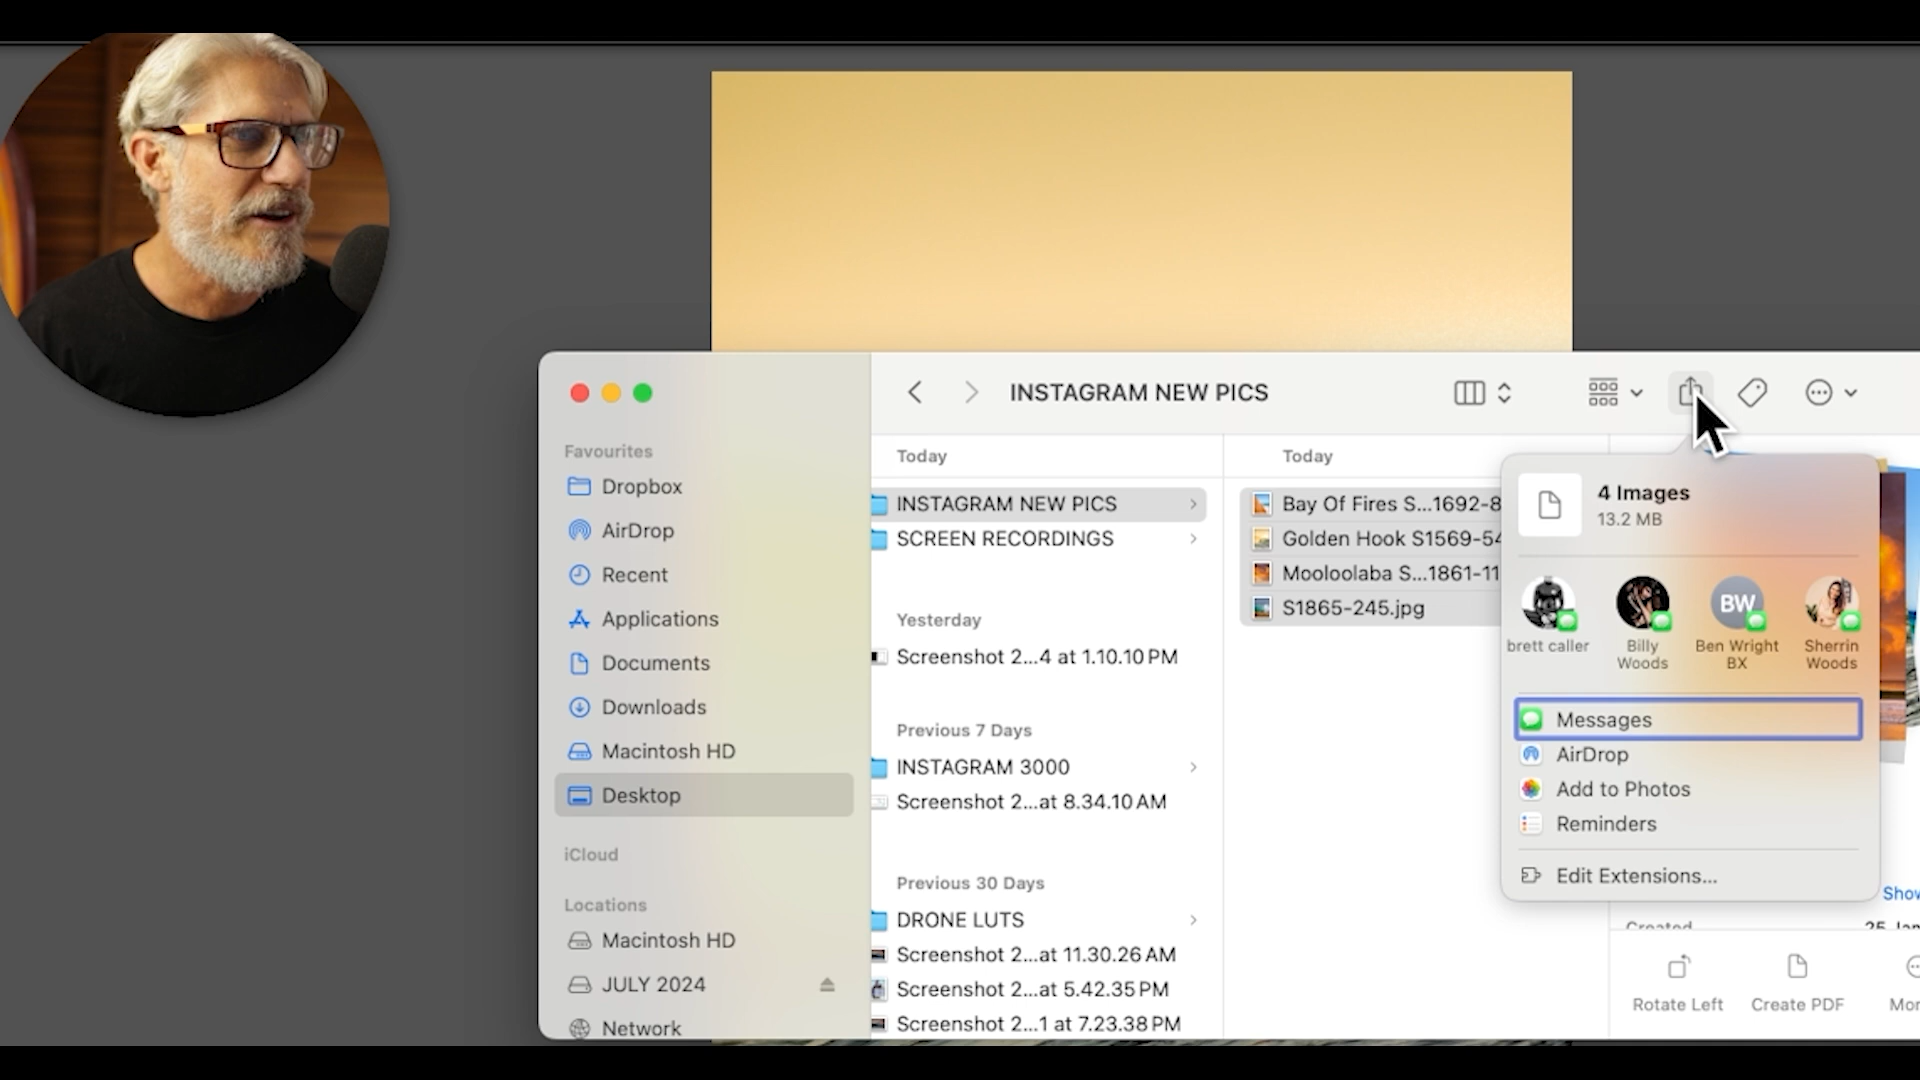 INSTAGRAM NEW PICS
Favourites
Dropbox
AirDrop
Recent
Applications
Documents
Downloads
Macintosh HD
Desktop
iCloud
Locations
Macintosh HD
JULY 2024
Network
Today
INSTAGRAM NEW PICS
SCREEN RECORDINGS
Yesterday
Screenshot 2...4 at 1.10.10 PM
Previous 7 Days
INSTAGRAM 3000
Screenshot 2...at 8.34.10 AM
Previous 30 Days
DRONE LUTS
Screenshot 2...at 11.30.26 AM
Screenshot 2...at 5.42.35 PM
Screenshot 2...1 at 7.23.38 PM
Today
Bay Of Fires S...1692-8
Golden Hook S1569-54
Mooloolaba S...1861-11
S1865-245.jpg
4 Images
13.2 MB
BW
brett caller
Billy Woods
Ben Wright BX
Sherrin Woods
Messages
AirDrop
Add to Photos
Reminders
Edit Extensions...
Show
Created
25 Jan
Rotate Left
Create PDF
Mor